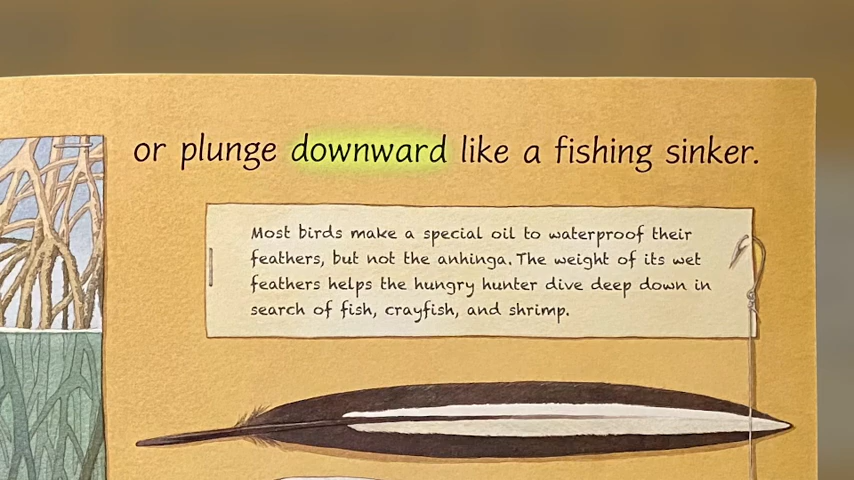 or plunge downward like a fishing sinker.
Most birds make a special oil to waterproof their
feathers, but not the anhinga. The weight of its wet
feathers helps the hungry hunter dive deep down in
search of fish, crayfish, and shrimp.